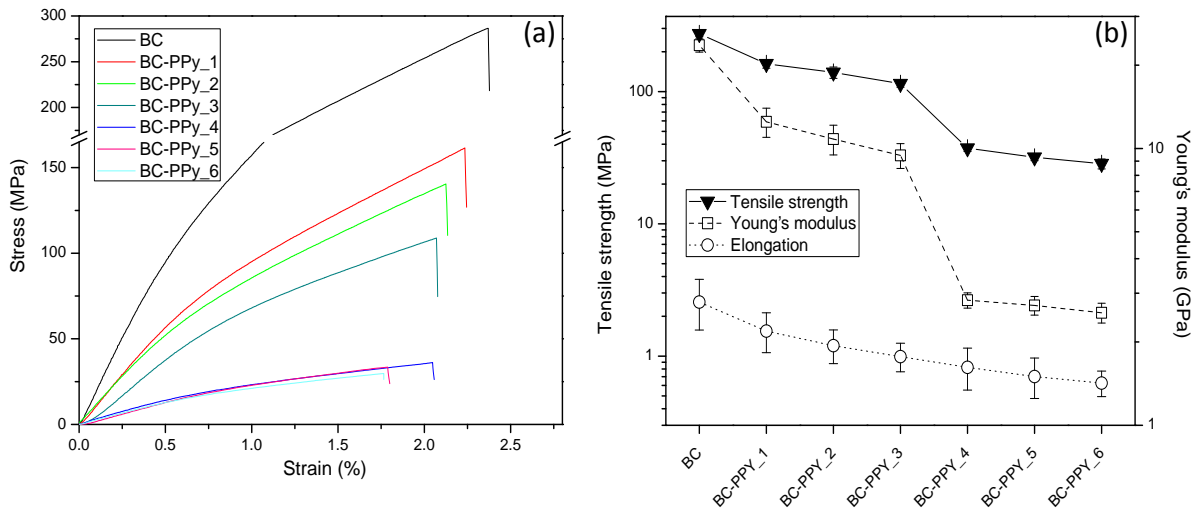 (a)
BC
BC-PPy_1
BC-PPy_2
BC-PPy_3
BC-PPy_4
BC-PPy_5
BC-PPy_6
300
250
150
100
50
0
Stress (MPa)
0.0 0.5 1.0 1.5 2.0 2.5
Strain (%)
(b)
Tensile strength
Young's modulus
Elongation
100
10
1
Tensile strength (MPa)
10
1
Young's modulus (GPa)
BC
BC-PPY_1
BC-PPY_2
BC-PPY_3
BC-PPY_4
BC-PPY_5
BC-PPY_6